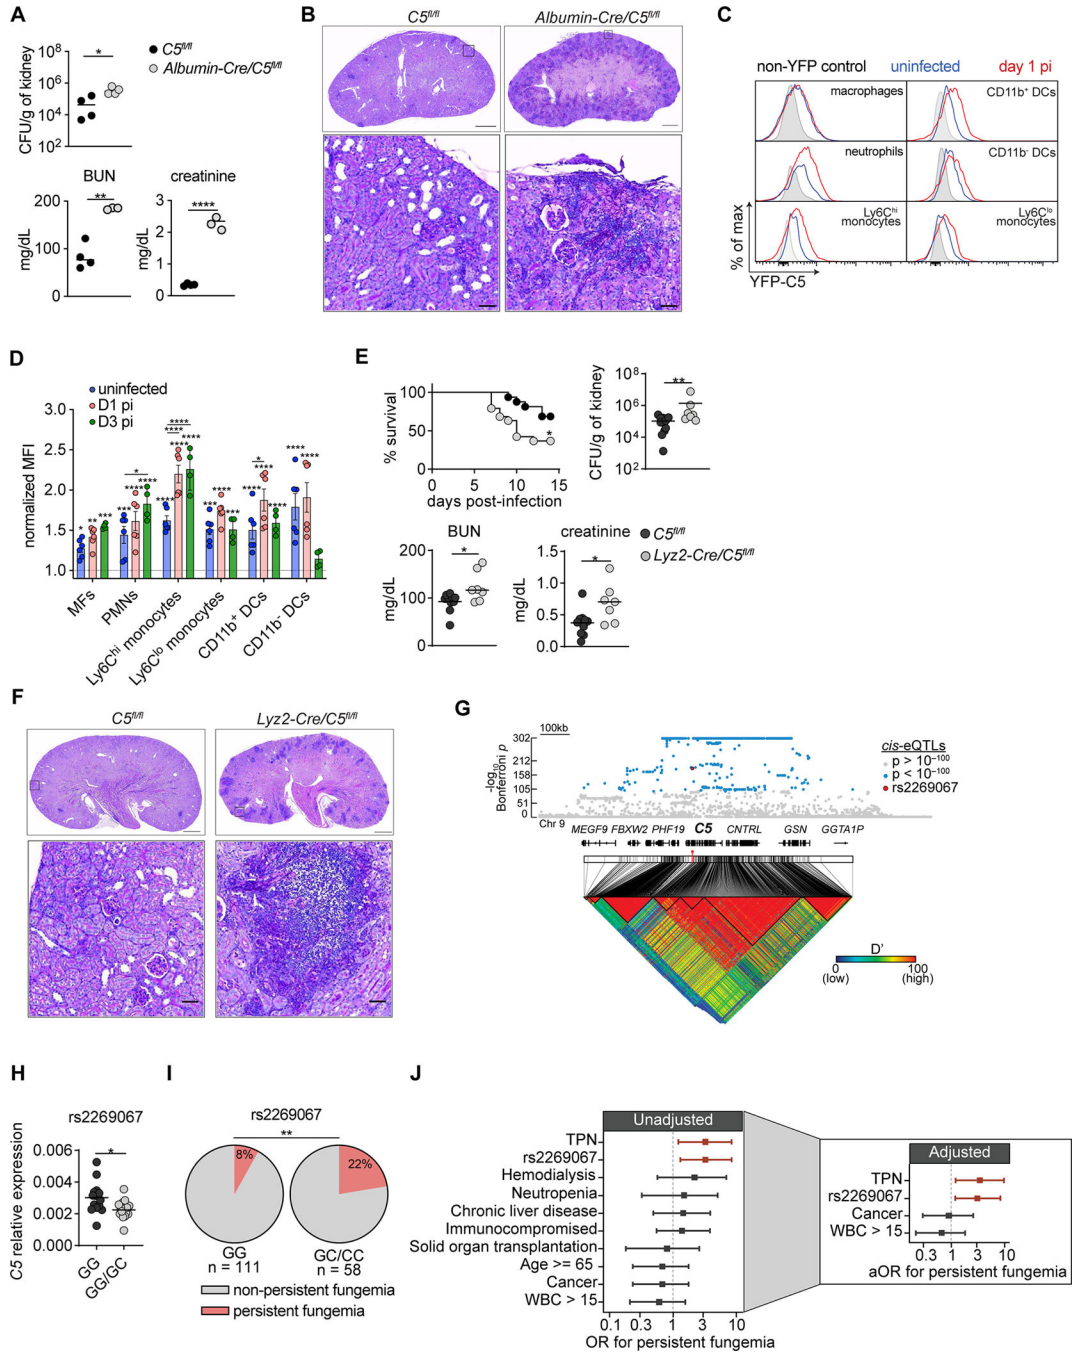 A
C5fl/fl
Albumin-Cre/C5fl/fl
CFU/g of kidney
10⁸
10⁶
10⁴
10²
*
BUN
creatinine
mg/dL
200
100
0
**
mg/dL
3
2
1
0
****
B
C5fl/fl
Albumin-Cre/C5fl/fl
C
non-YFP control
uninfected
day 1 pi
macrophages
CD11b⁺ DCs
neutrophils
CD11b⁻ DCs
Ly6Chi monocytes
Ly6Clo monocytes
% of max
YFP-C5
D
uninfected
D1 pi
D3 pi
normalized MFI
3.0
2.5
2.0
1.5
1.0
MFs
PMNs
Ly6Chi monocytes
Ly6Clo monocytes
CD11b⁺ DCs
CD11b⁻ DCs
E
% survival
100
50
0
0 5 10 15
days post-infection
*
CFU/g of kidney
10⁸
10⁶
10⁴
10²
**
BUN
creatinine
C5fl/fl
Lyz2-Cre/C5fl/fl
mg/dL
200
100
0
*
mg/dL
1.5
1.0
0.5
0.0
*
F
C5fl/fl
Lyz2-Cre/C5fl/fl
G
100kb
-log₁₀ Bonferroni p
302
212
158
105
51
0
Chr 9
cis-eQTLs
p > 10⁻¹⁰⁰
p < 10⁻¹⁰⁰
rs2269067
MEGF9 FBXW2 PHF19 C5 CNTRL GSN GGTA1P
D'
0 100
(low) (high)
H
rs2269067
C5 relative expression
0.006
0.004
0.002
0.000
*
GG
GG/GC
I
rs2269067
**
8%
22%
GG
n = 111
GC/CC
n = 58
non-persistent fungemia
persistent fungemia
J
Unadjusted
TPN
rs2269067
Hemodialysis
Neutropenia
Chronic liver disease
Immunocompromised
Solid organ transplantation
Age >= 65
Cancer
WBC > 15
0.1 0.3 1 3 10
OR for persistent fungemia
Adjusted
TPN
rs2269067
Cancer
WBC > 15
0.3 1 3 10
aOR for persistent fungemia